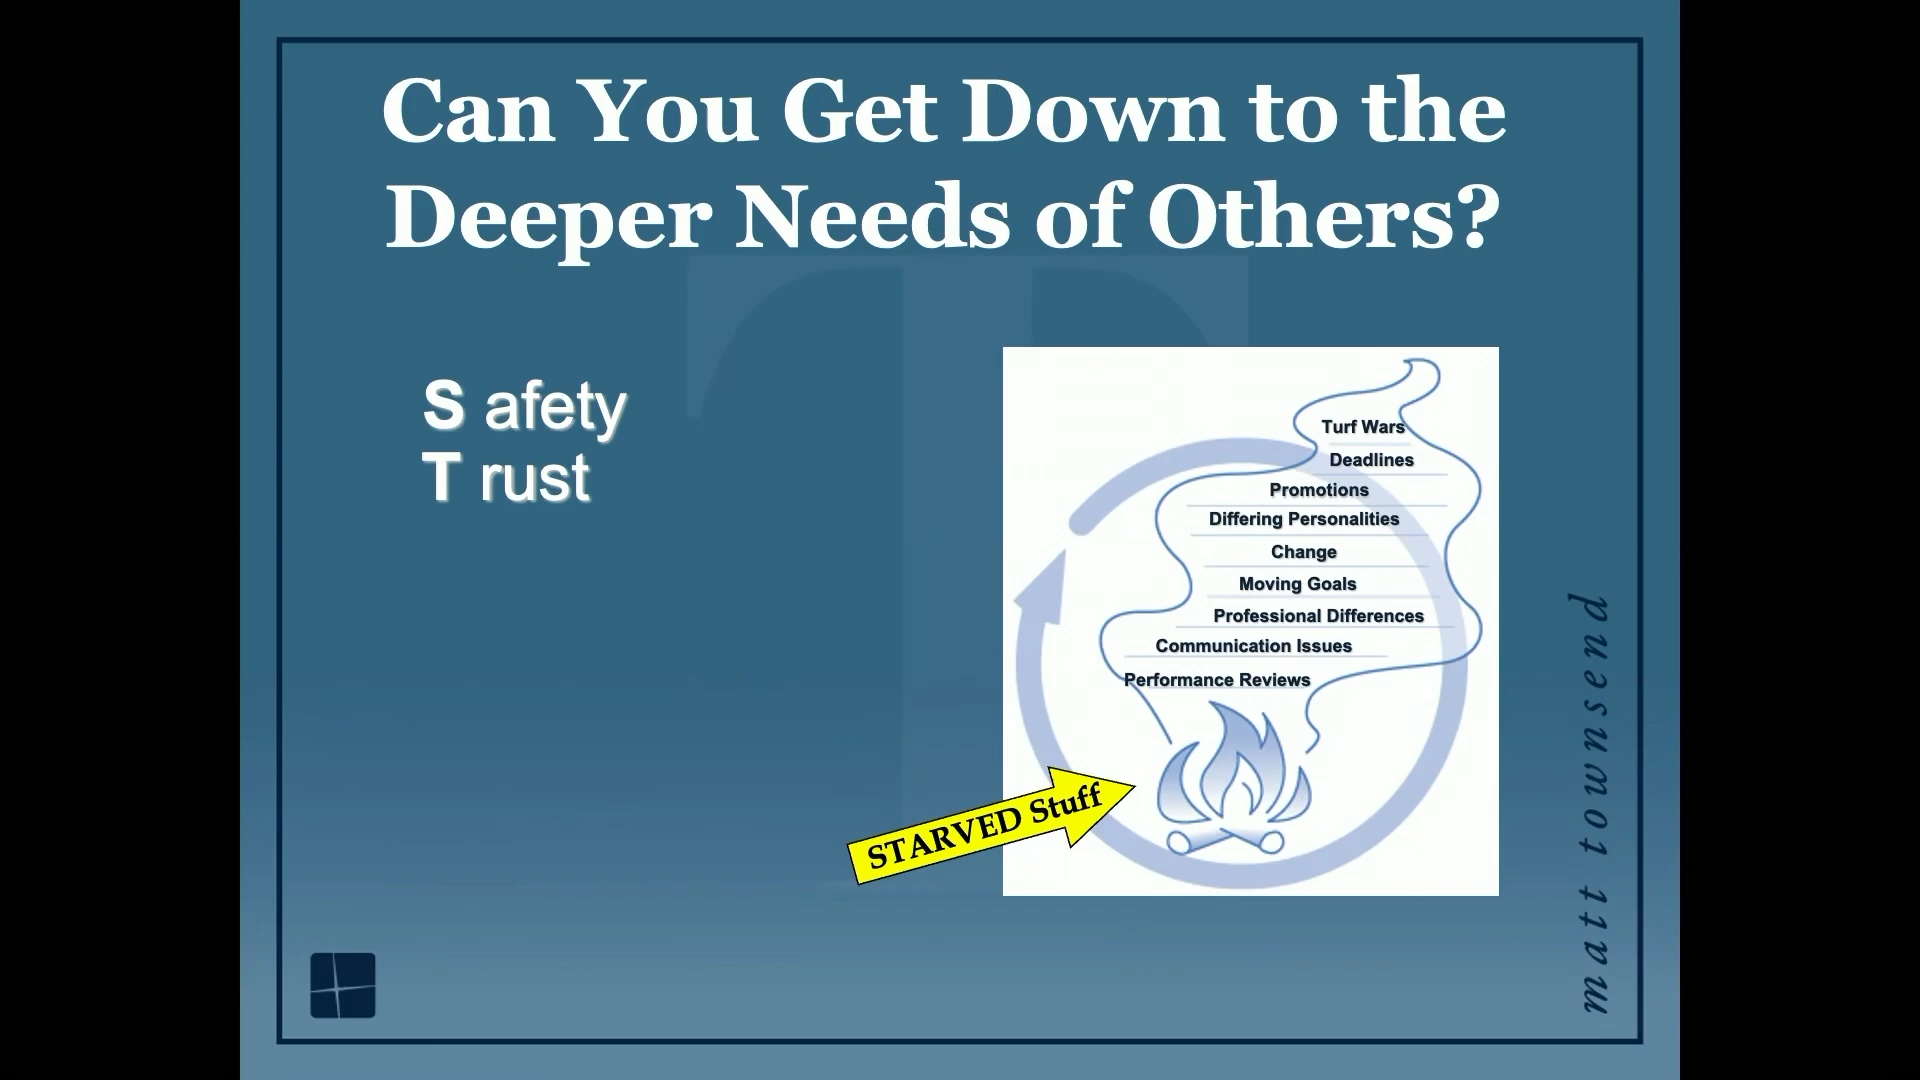 Can You Get Down to the
Deeper Needs of Others?
S afety
T rust
Turf Wars
Deadlines
Promotions
Differing Personalities
Change
Moving Goals
Professional Differences
Communication Issues
Performance Reviews
STARVED Stuff
matt townsend